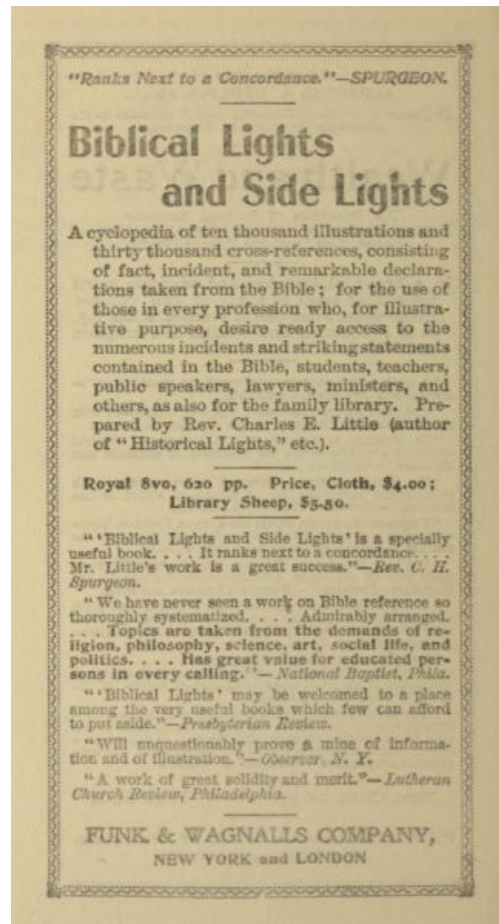 "Ranks Next to a Concordance."—SPURGEON.
Biblical Lights
and Side Lights
A cyclopedia of ten thousand illustrations and
thirty thousand cross-references, consisting
of fact, incident, and remarkable declara-
tions taken from the Bible; for the use of
those in every profession who, for illustra-
tive purpose, desire ready access to the
numerous incidents and striking statements
contained in the Bible, students, teachers,
public speakers, lawyers, ministers, and
others, as also for the family library. Pre-
pared by Rev. Charles E. Little (author
of "Historical Lights," etc.).
Royal 8vo, 620 pp. Price, Cloth, $4.00;
Library Sheep, $5.50.
"'Biblical Lights and Side Lights' is a specially
useful book. . . . It ranks next to a concordance. . . .
Mr. Little's work is a great success."—Rev. C. H.
Spurgeon.
"We have never seen a work on Bible reference so
thoroughly systematized. . . . Admirably arranged.
. . . Topics are taken from the demands of re-
ligion, philosophy, science, art, social life, and
politics. . . . Has great value for educated per-
sons in every calling."—National Baptist, Phila.
"'Biblical Lights' may be welcomed to a place
among the very useful books which few can afford
to put aside."—Presbyterian Review.
"Will unquestionably prove a mine of informa-
tion and of illustration."—Observer, N. Y.
"A work of great solidity and merit."—Lutheran
Church Review, Philadelphia.
FUNK & WAGNALLS COMPANY,
NEW YORK and LONDON